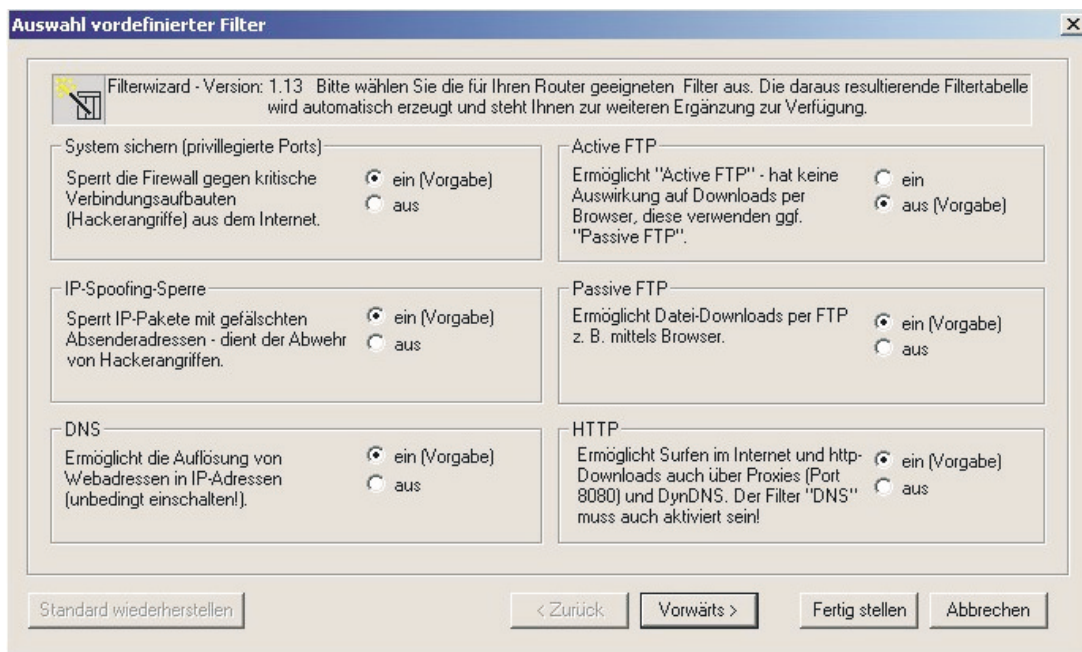 Auswahl vordefinierter Filter
Filterwizard - Version: 1.13 Bitte wählen Sie die für Ihren Router geeigneten Filter aus. Die daraus resultierende Filtertabelle
wird automatisch erzeugt und steht Ihnen zur weiteren Ergänzung zur Verfügung.
System sichern (privillegierte Ports)
Sperrt die Firewall gegen kritische
Verbindungsaufbauten
(Hackerangriffe) aus dem Internet.
ein (Vorgabe)
aus
Active FTP
Ermöglicht "Active FTP" - hat keine
Auswirkung auf Downloads per
Browser, diese verwenden ggf.
"Passive FTP".
ein
aus (Vorgabe)
IP-Spoofing-Sperre
Sperrt IP-Pakete mit gefälschten
Absenderadressen - dient der Abwehr
von Hackerangriffen.
ein (Vorgabe)
aus
Passive FTP
Ermöglicht Datei-Downloads per FTP
z. B. mittels Browser.
ein (Vorgabe)
aus
DNS
Ermöglicht die Auflösung von
Webadressen in IP-Adressen
(unbedingt einschalten!).
ein (Vorgabe)
aus
HTTP
Ermöglicht Surfen im Internet und http-
Downloads auch über Proxies (Port
8080) und DynDNS. Der Filter "DNS"
muss auch aktiviert sein!
ein (Vorgabe)
aus
Standard wiederherstellen
< Zurück
Vorwärts >
Fertig stellen
Abbrechen